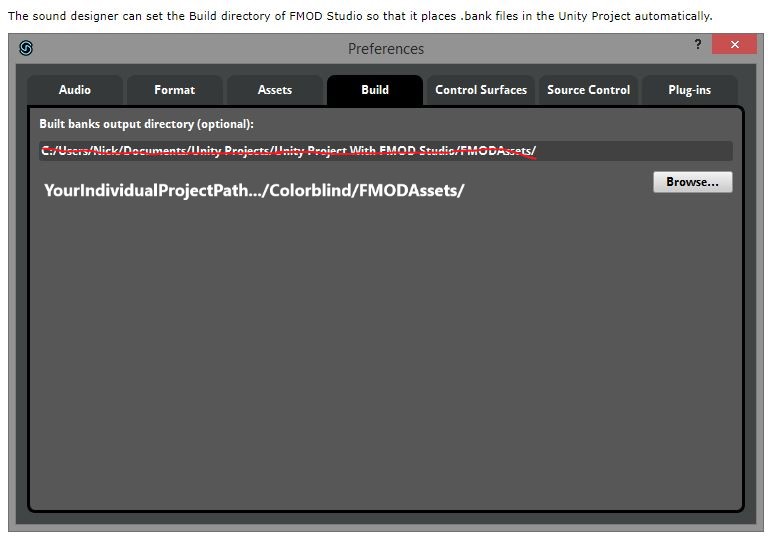 The sound designer can set the Build directory of FMOD Studio so that it places .bank files in the Unity Project automatically.
Preferences
? x
Audio Format Assets Build Control Surfaces Source Control Plug-ins
Built banks output directory (optional):
C:/Users/Nick/Documents/Unity Projects/Unity Project With FMOD Studio/FMODAssets/
YourIndividualProjectPath.../Colorblind/FMODAssets/
Browse...